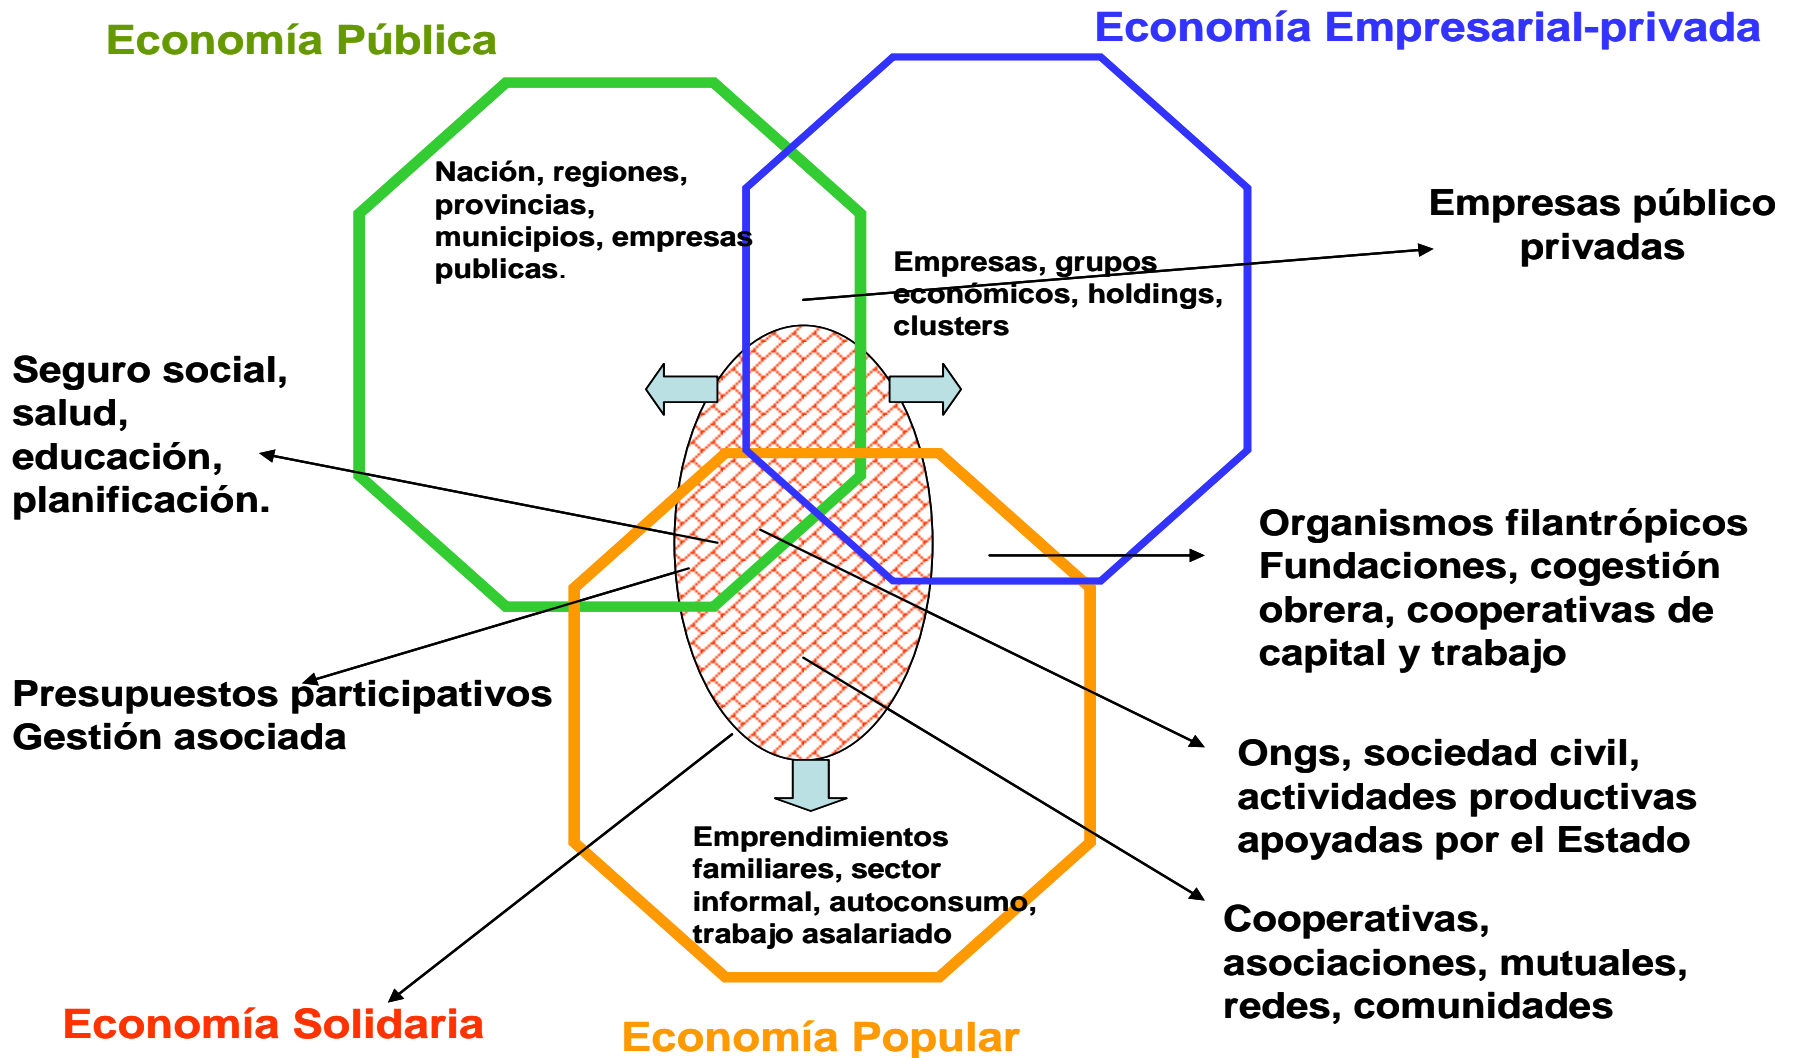 Economía Pública
Economía Empresarial-privada
Nación, regiones,
provincias,
municipios, empresas
publicas.
Empresas, grupos
económicos, holdings,
clusters
Empresas público
privadas
Seguro social,
salud,
educación,
planificación.
Organismos filantrópicos
Fundaciones, cogestión
obrera, cooperativas de
capital y trabajo
Presupuestos participativos
Gestión asociada
Ongs, sociedad civil,
actividades productivas
apoyadas por el Estado
Emprendimientos
familiares, sector
informal, autoconsumo,
trabajo asalariado
Cooperativas,
asociaciones, mutuales,
redes, comunidades
Economía Solidaria
Economía Popular